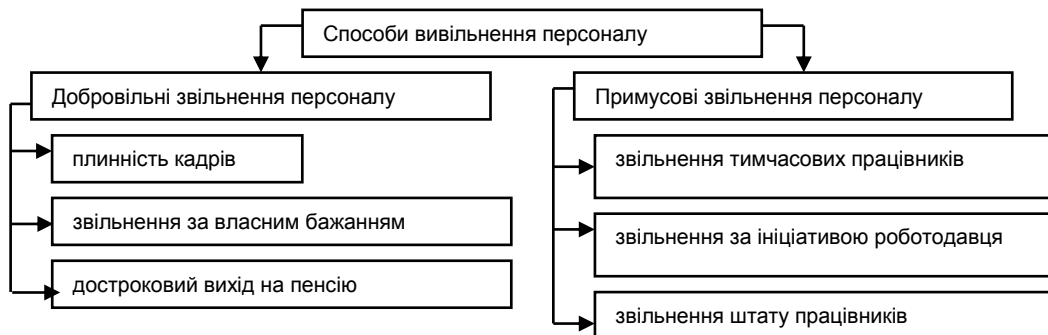 Способи вивільнення персоналу
Добровільні звільнення персоналу
плинність кадрів
звільнення за власним бажанням
достроковий вихід на пенсію
Примусові звільнення персоналу
звільнення тимчасових працівників
звільнення за ініціативою роботодавця
звільнення штату працівників